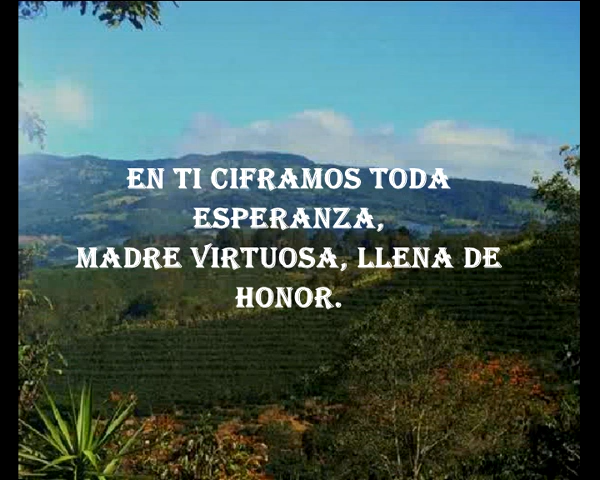 EN TI CIFRAMOS TODA
ESPERANZA,
MADRE VIRTUOSA, LLENA DE
HONOR.